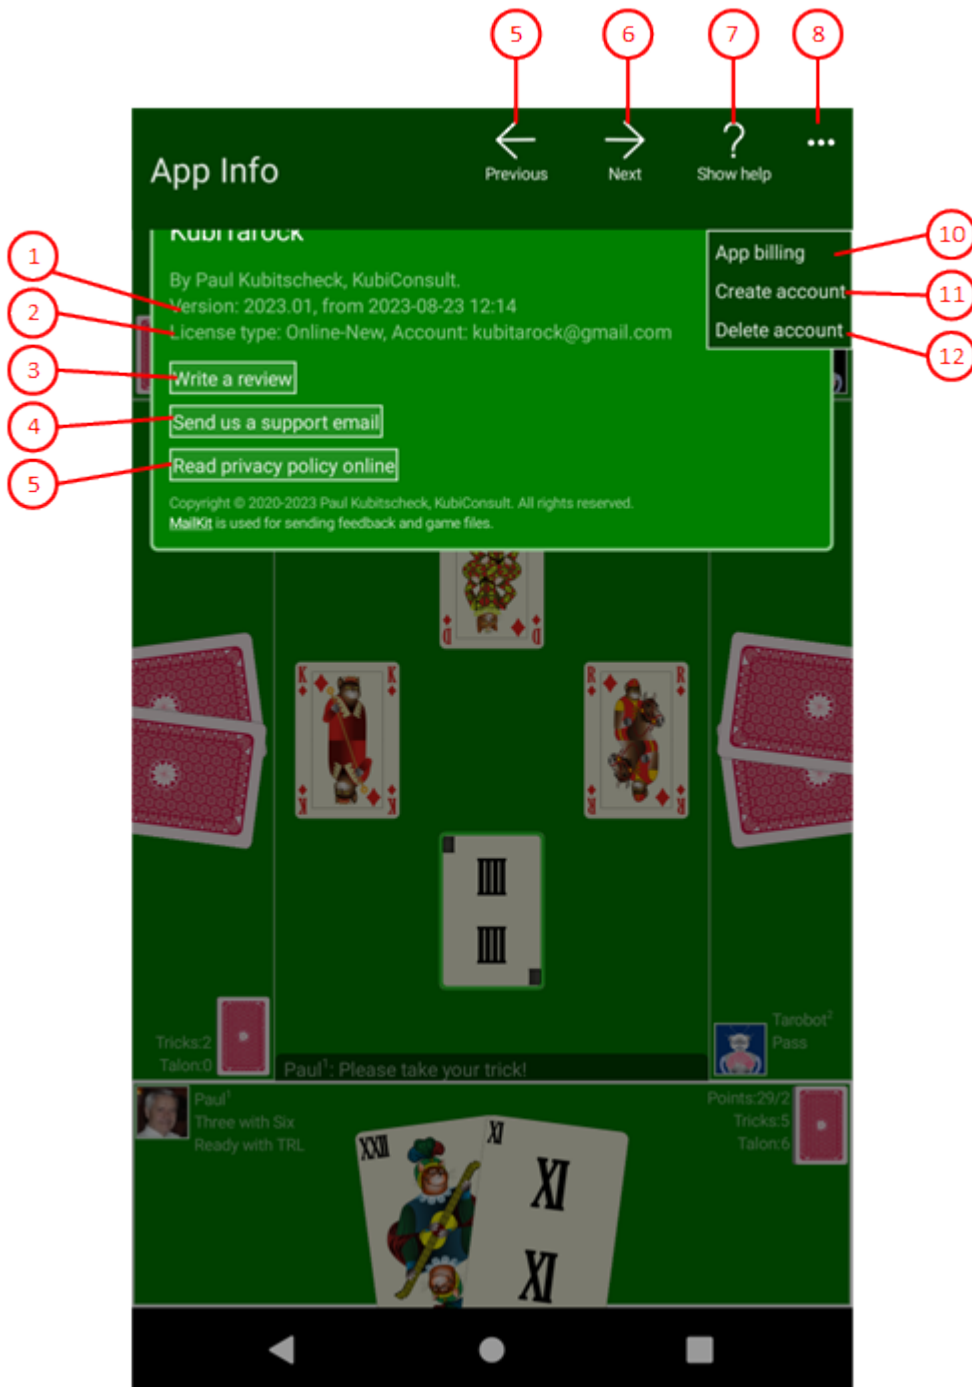 5 6 7 8
App Info
Previous
Next
Show help
KubiTarock
By Paul Kubitscheck, KubiConsult.
Version: 2023.01, from 2023-08-23 12:14
License type: Online-New, Account: kubitarock@gmail.com
Write a review
Send us a support email
Read privacy policy online
Copyright © 2020-2023 Paul Kubitscheck, KubiConsult. All rights reserved.
MailKit is used for sending feedback and game files.
App billing
Create account
Delete account
1
2
3
4
5
10
11
12
D D
K K
K K
R R
R R
IIII
IIII
Tricks:2
Talon:0
Tarobot²
Pass
Paul¹: Please take your trick!
Paul¹
Three with Six
Ready with TRL
Points:29/2
Tricks:5
Talon:6
XXII
XI
XI
XI